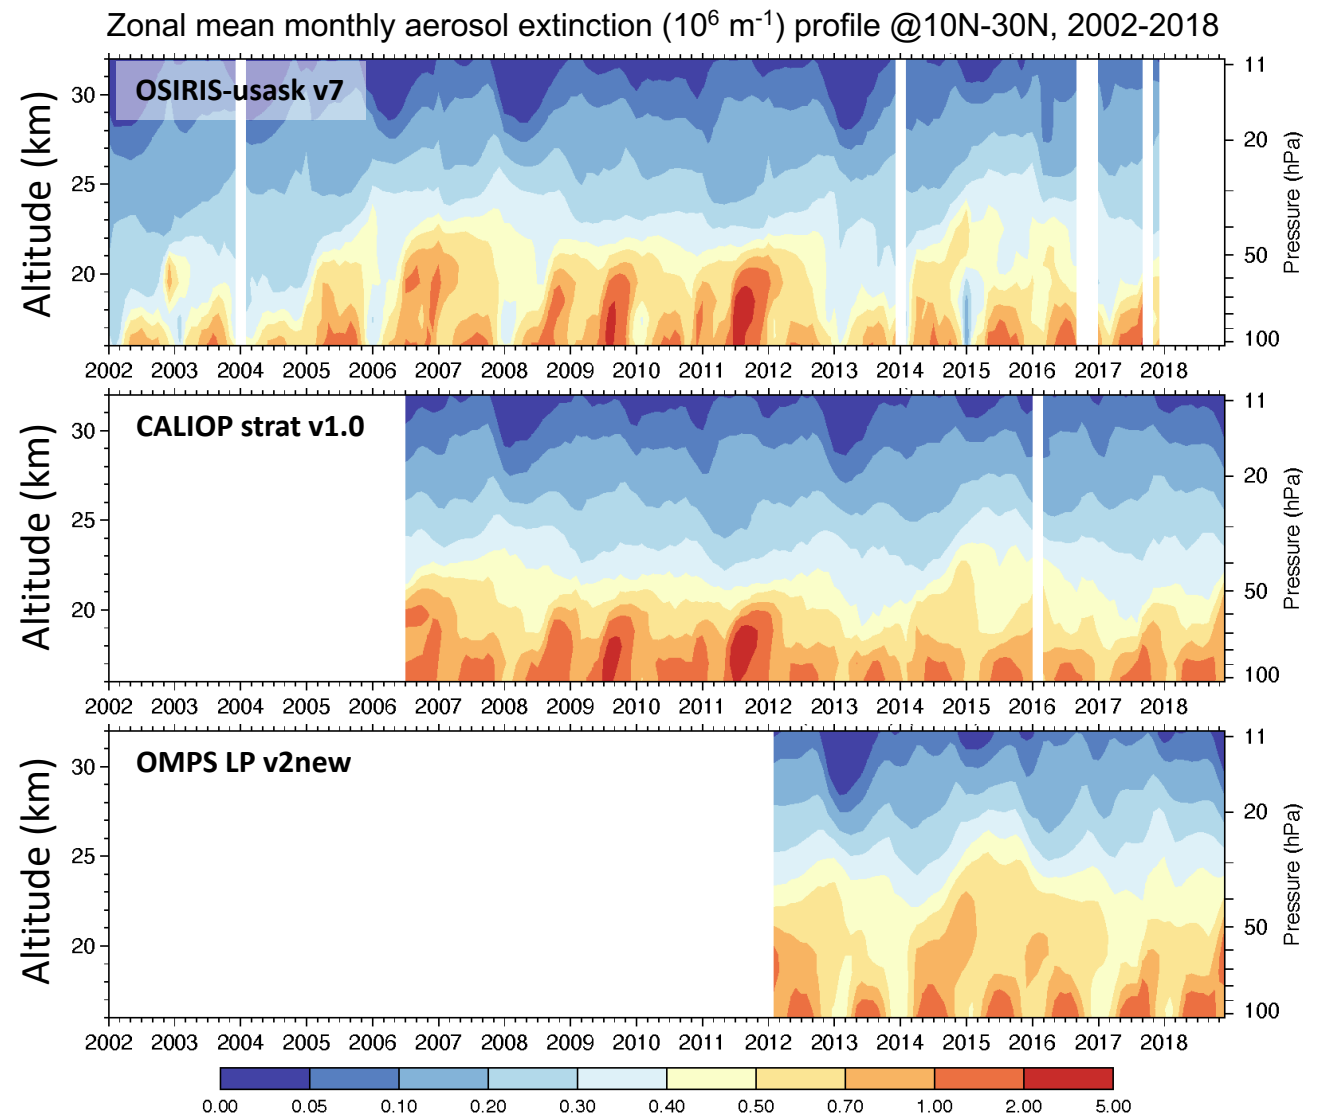 Zonal mean monthly aerosol extinction (10⁶ m⁻¹) profile @10N-30N, 2002-2018
OSIRIS-usask v7
Altitude (km)
30
25
20
11
20
50
100
Pressure (hPa)
2002 2003 2004 2005 2006 2007 2008 2009 2010 2011 2012 2013 2014 2015 2016 2017 2018
CALIOP strat v1.0
Altitude (km)
30
25
20
11
20
50
100
Pressure (hPa)
2002 2003 2004 2005 2006 2007 2008 2009 2010 2011 2012 2013 2014 2015 2016 2017 2018
OMPS LP v2new
Altitude (km)
30
25
20
11
20
50
100
Pressure (hPa)
2002 2003 2004 2005 2006 2007 2008 2009 2010 2011 2012 2013 2014 2015 2016 2017 2018
0.00 0.05 0.10 0.20 0.30 0.40 0.50 0.70 1.00 2.00 5.00